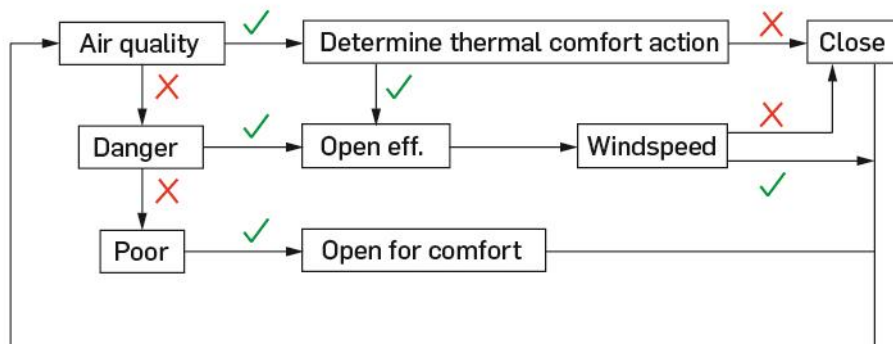 Air quality
Determine thermal comfort action
Close
Danger
Open eff.
Windspeed
Poor
Open for comfort